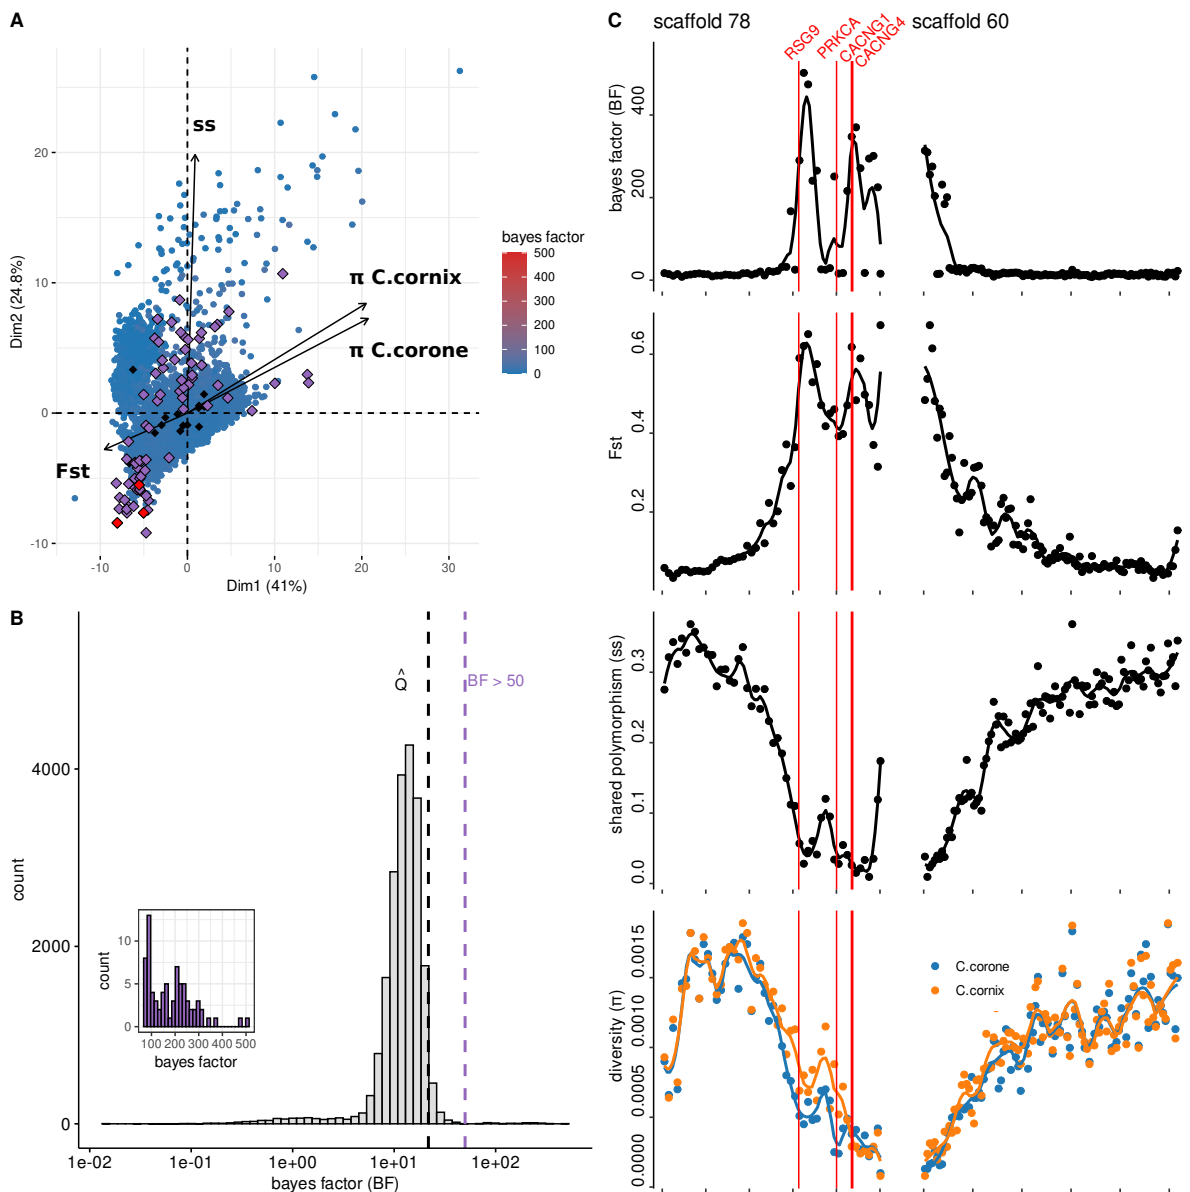 A
ss
π C.cornix
π C.corone
Fst
20
10
0
-10
Dim2 (24.8%)
-10
0
10
20
30
Dim1 (41%)
bayes factor
500
400
300
200
100
0
B
^
Q
BF > 50
4000
2000
0
count
1e-02
1e-01
1e+00
1e+01
1e+02
bayes factor (BF)
10
5
0
count
100
200
300
400
500
bayes factor
C
scaffold 78
scaffold 60
RSG9
PRKCA
CACNG1
CACNG4
400
200
0
bayes factor (BF)
0.6
0.4
0.2
Fst
0.3
0.2
0.1
0.0
shared polymorphism (ss)
0.0015
0.0010
0.0005
0.0000
diversity (π)
C.corone
C.cornix